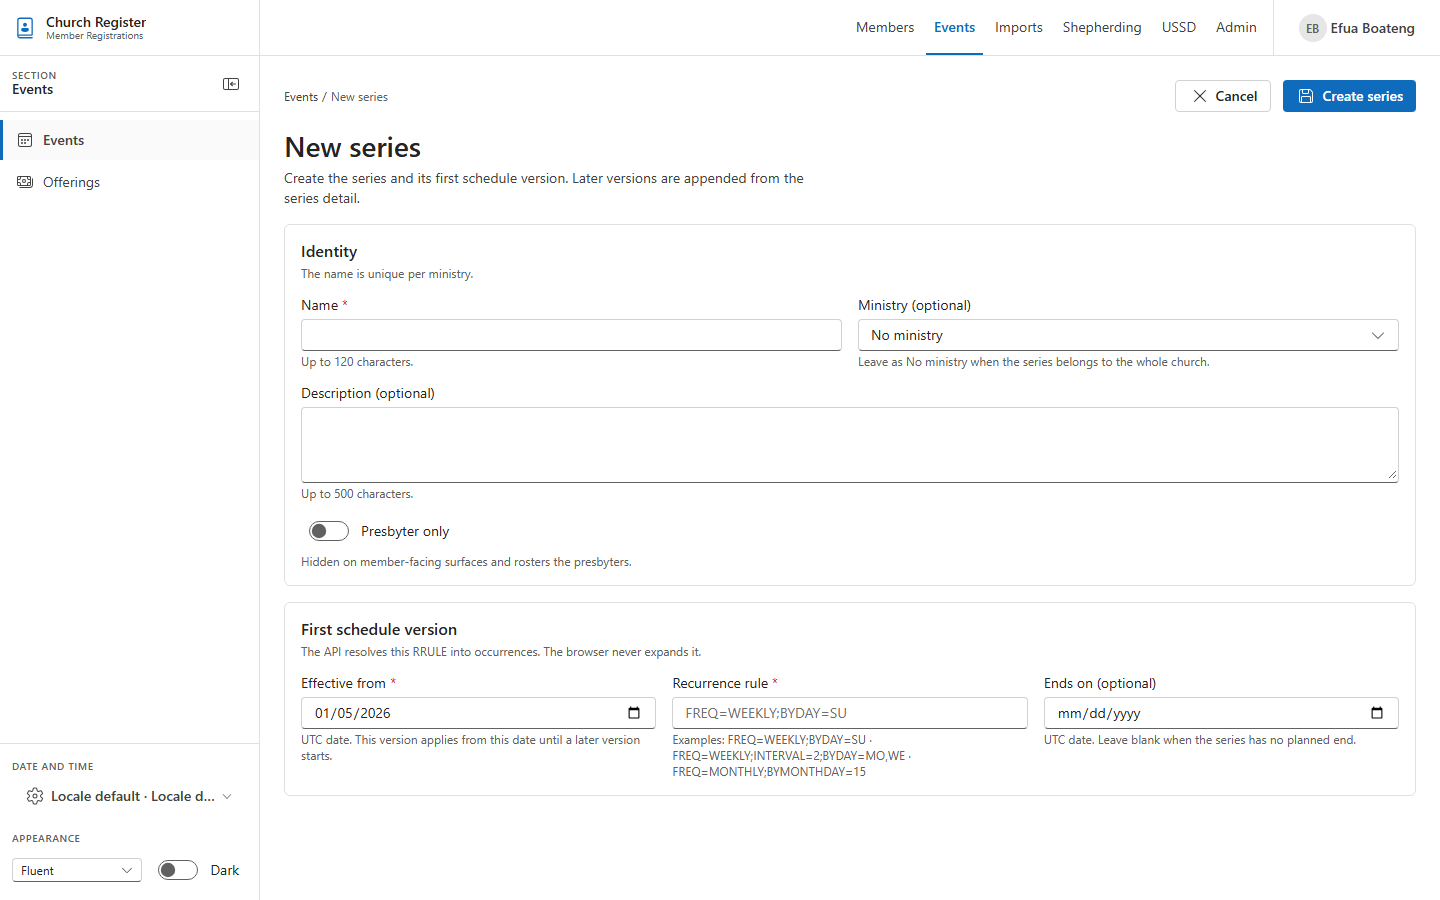 Church Register
Member Registrations
Members
Events
Imports
Shepherding
USSD
Admin
EB
Efua Boateng
SECTION
Events
Events
Offerings
Events / New series
Cancel
Create series
New series
Create the series and its first schedule version. Later versions are appended from the
series detail.
Identity
The name is unique per ministry.
Name *
Up to 120 characters.
Ministry (optional)
No ministry
Leave as No ministry when the series belongs to the whole church.
Description (optional)
Up to 500 characters.
Presbyter only
Hidden on member-facing surfaces and rosters the presbyters.
First schedule version
The API resolves this RRULE into occurrences. The browser never expands it.
Effective from *
01/05/2026
UTC date. This version applies from this date until a later version
starts.
Recurrence rule *
FREQ=WEEKLY;BYDAY=SU
Examples: FREQ=WEEKLY;BYDAY=SU ·
FREQ=WEEKLY;INTERVAL=2;BYDAY=MO,WE ·
FREQ=MONTHLY;BYMONTHDAY=15
Ends on (optional)
mm/dd/yyyy
UTC date. Leave blank when the series has no planned end.
DATE AND TIME
Locale default · Locale d...
APPEARANCE
Fluent
Dark